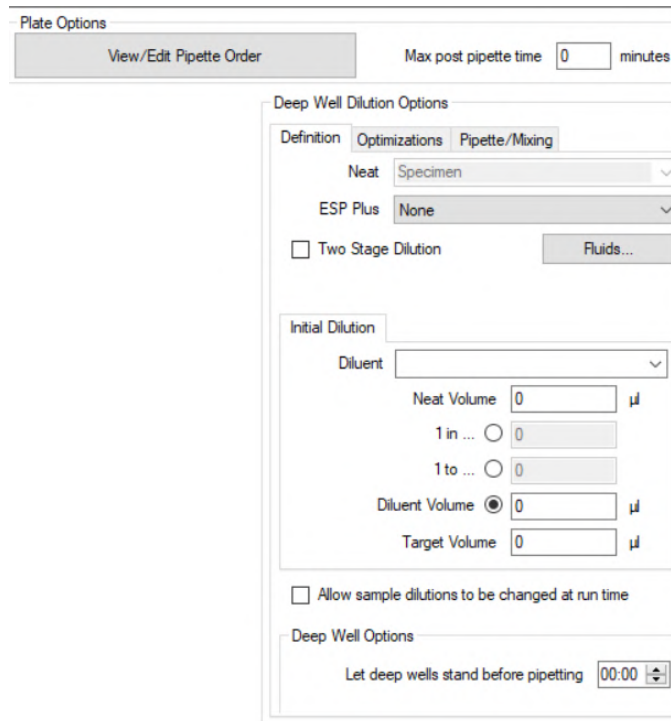 Plate Options
View/Edit Pipette Order Max post pipette time 0 minutes
Deep Well Dilution Options
Definition Optimizations Pipette/Mixing
Neat Specimen
ESP Plus None
Two Stage Dilution Fluids...
Initial Dilution
Diluent
Neat Volume 0 µl
1 in ... 0
1 to ... 0
Diluent Volume 0 µl
Target Volume 0 µl
Allow sample dilutions to be changed at run time
Deep Well Options
Let deep wells stand before pipetting 00:00